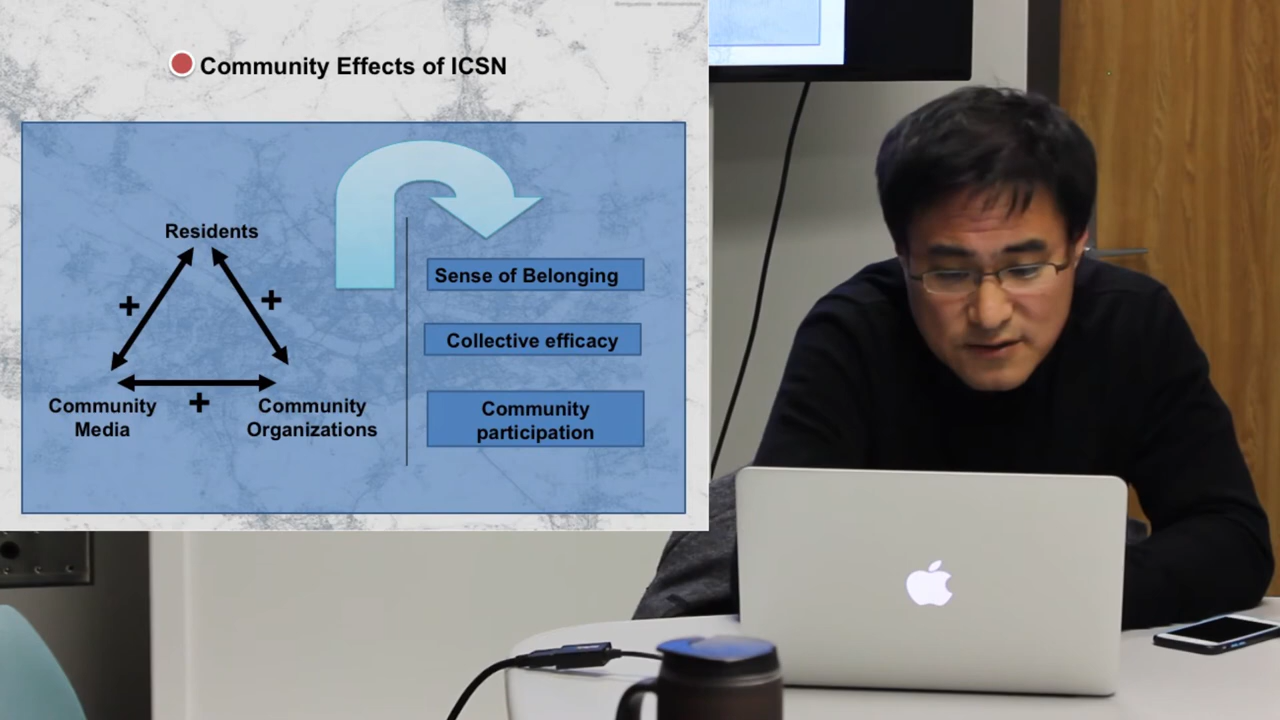 Community Effects of ICSN
Residents
+
+
Community
Media
+
Community
Organizations
Sense of Belonging
Collective efficacy
Community
participation